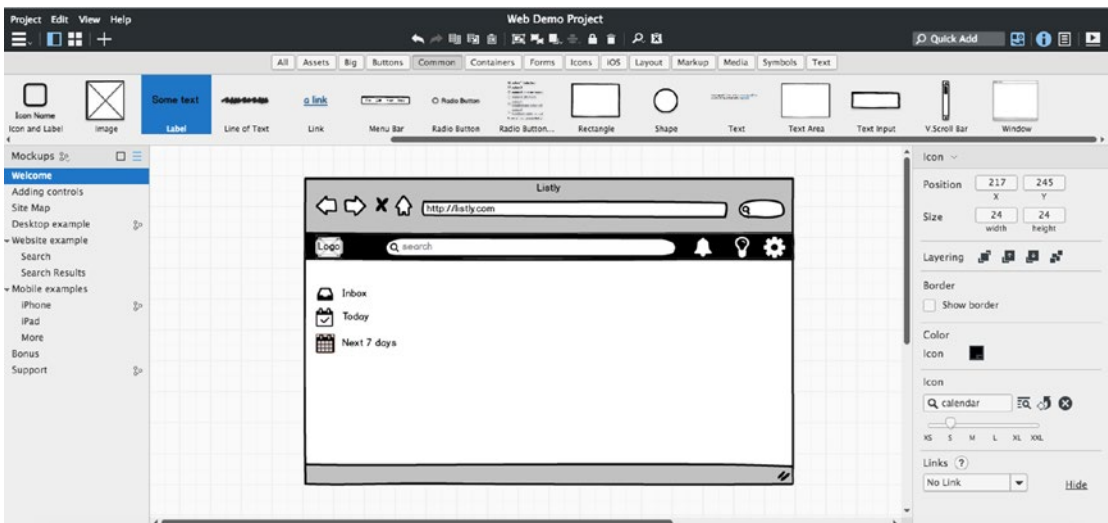 Web Demo Project
Project Edit View Help
Quick Add
All Assets Big Buttons Common Containers Forms Icons iOS Layout Markup Media Symbols Text
Icon Name
Some text
a link
Radio Button
Icon and Label Image Label Line of Text Link Menu Bar Radio Button Radio Button... Rectangle Shape Text Text Area Text Input V.Scroll Bar Window
Mockups
Welcome
Adding controls
Site Map
Desktop example
Website example
Search
Search Results
Mobile examples
iPhone
iPad
More
Bonus
Support
Listly
http://listly.com
Logo
search
Inbox
Today
Next 7 days
Icon
Position 217 245
X Y
Size 24 24
width height
Layering
Border
Show border
Color
Icon
Icon
calendar
XS S M L XL XXL
Links ?
No Link Hide